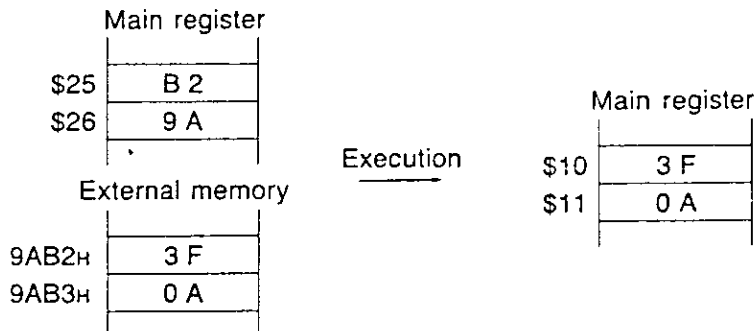 Main register
$25 B 2
$26 9 A
External memory
9AB2H 3 F
9AB3H 0 A
Execution
Main register
$10 3 F
$11 0 A